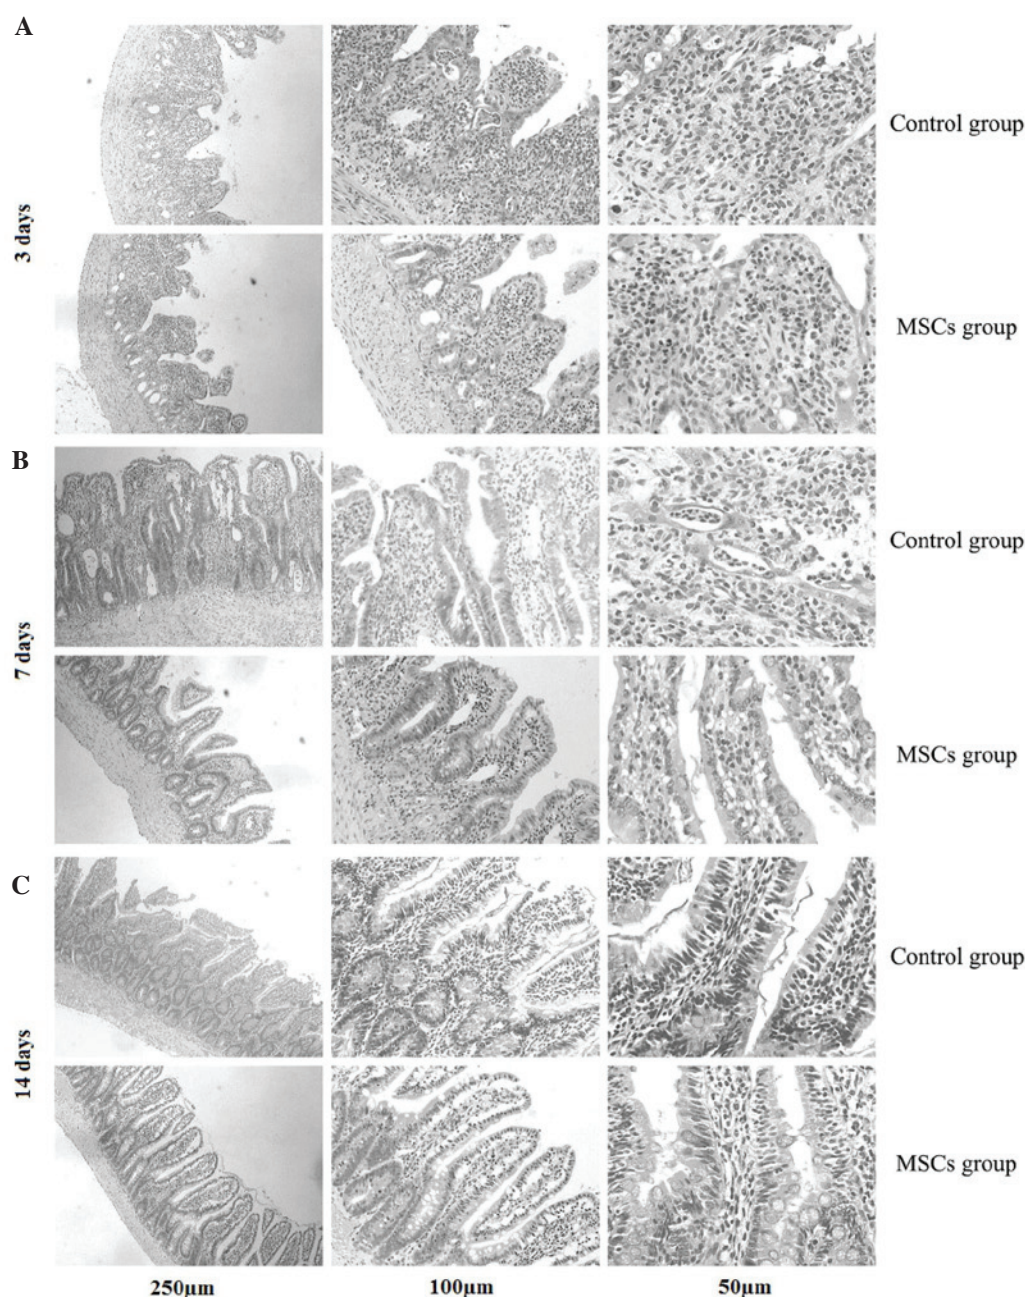 A
3 days
Control group
MSCs group
B
7 days
Control group
MSCs group
C
14 days
Control group
MSCs group
250μm
100μm
50μm